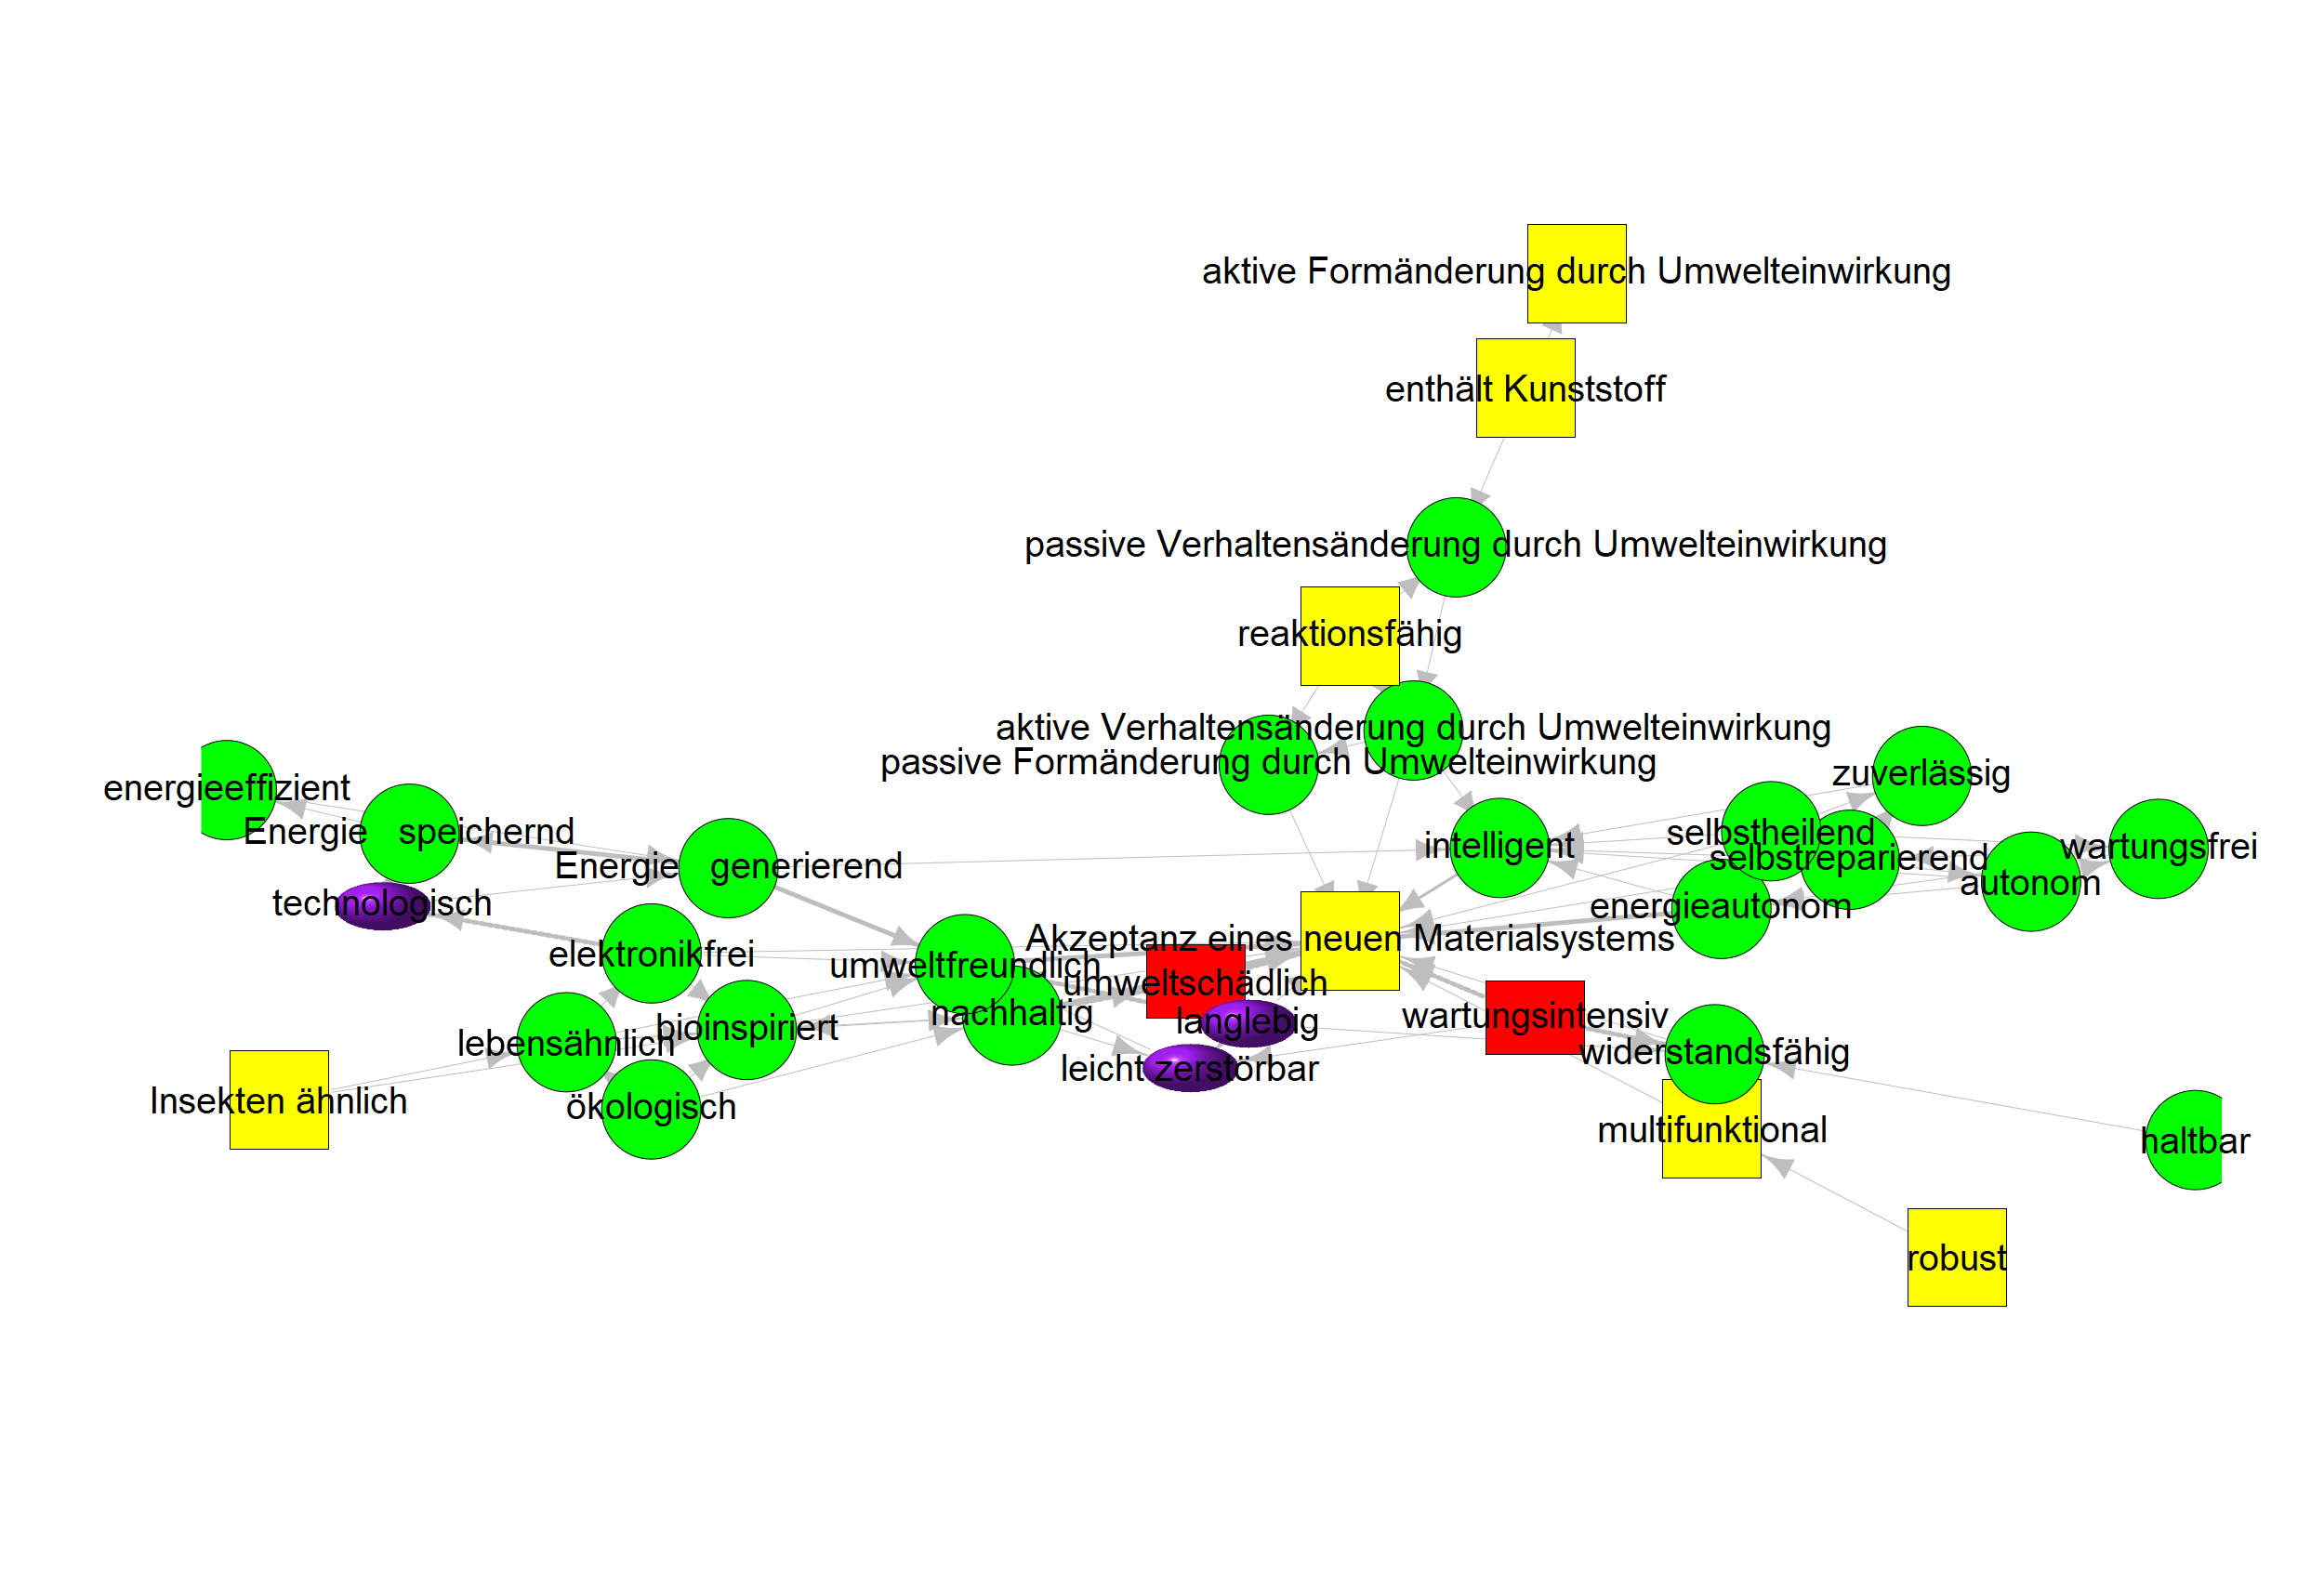 aktive Formänderung durch Umwelteinwirkung
enthält Kunststoff
passive Verhaltensänderung durch Umwelteinwirkung
reaktionsfähig
aktive Verhaltensänderung durch Umwelteinwirkung
passive Formänderung durch Umwelteinwirkung
zuverlässig
energieeffizient
Energie speichernd
selbstheilend
intelligent
wartungsfrei
selbstreparierend
Energie generierend
autonom
technologisch
energieautonom
Akzeptanz eines neuen Materialsystems
elektronikfrei
umweltfreundlich
umweltschädlich
nachhaltig
wartungsintensiv
langlebig
bioinspiriert
lebensähnlich
widerstandsfähig
leicht zerstörbar
Insekten ähnlich
ökologisch
multifunktional
haltbar
robust